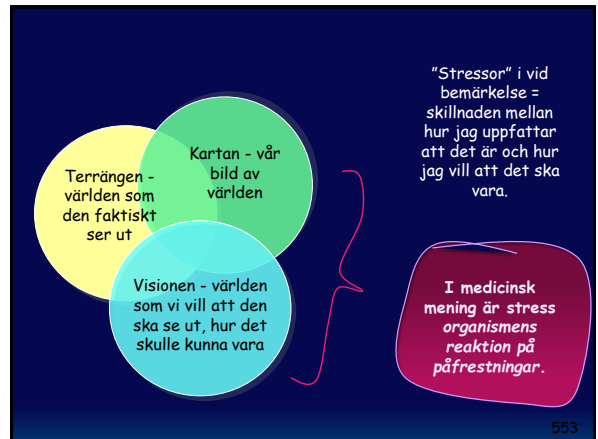 Terrängen -
världen som
den faktiskt
ser ut
Kartan - vår
bild av
världen
Visionen - världen
som vi vill att den
ska se ut, hur det
skulle kunna vara
"Stressor" i vid
bemärkelse =
skillnaden mellan
hur jag uppfattar
att det är och hur
jag vill att det ska
vara.
I medicinsk
mening är stress
organismens
reaktion på
påfrestningar.
553